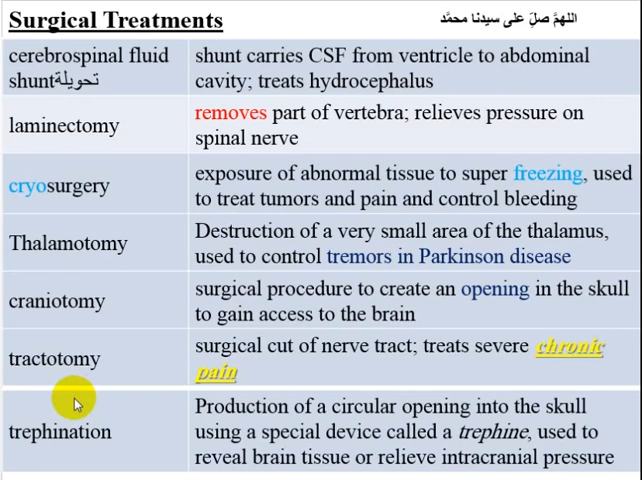 Surgical Treatments
اللهمَّ صلِّ على سيدنا محمَّد
cerebrospinal fluid
shunt تحويلة
shunt carries CSF from ventricle to abdominal
cavity; treats hydrocephalus
laminectomy
removes part of vertebra; relieves pressure on
spinal nerve
cryosurgery
exposure of abnormal tissue to super freezing, used
to treat tumors and pain and control bleeding
Thalamotomy
Destruction of a very small area of the thalamus,
used to control tremors in Parkinson disease
craniotomy
surgical procedure to create an opening in the skull
to gain access to the brain
tractotomy
surgical cut of nerve tract; treats severe chronic
pain
trephination
Production of a circular opening into the skull
using a special device called a trephine, used to
reveal brain tissue or relieve intracranial pressure